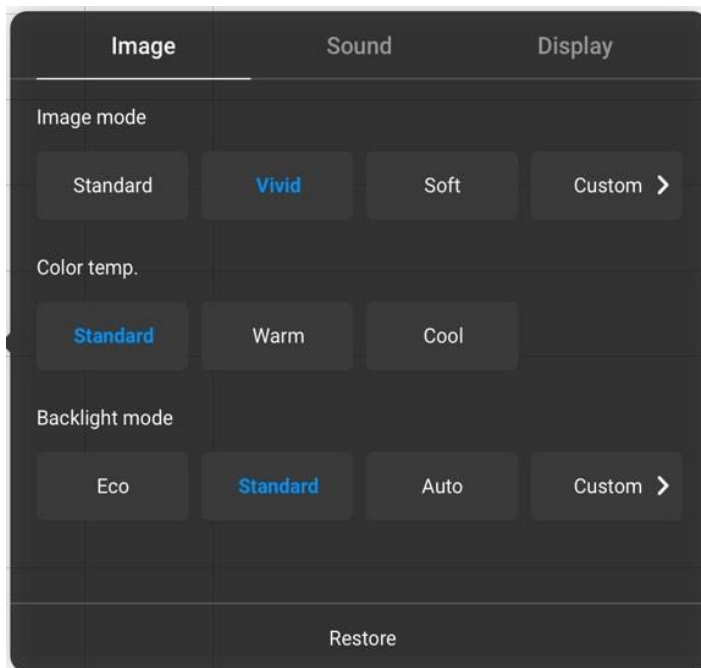 Image Sound Display
Image mode
Standard Vivid Soft Custom
Color temp.
Standard Warm Cool
Backlight mode
Eco Standard Auto Custom
Restore